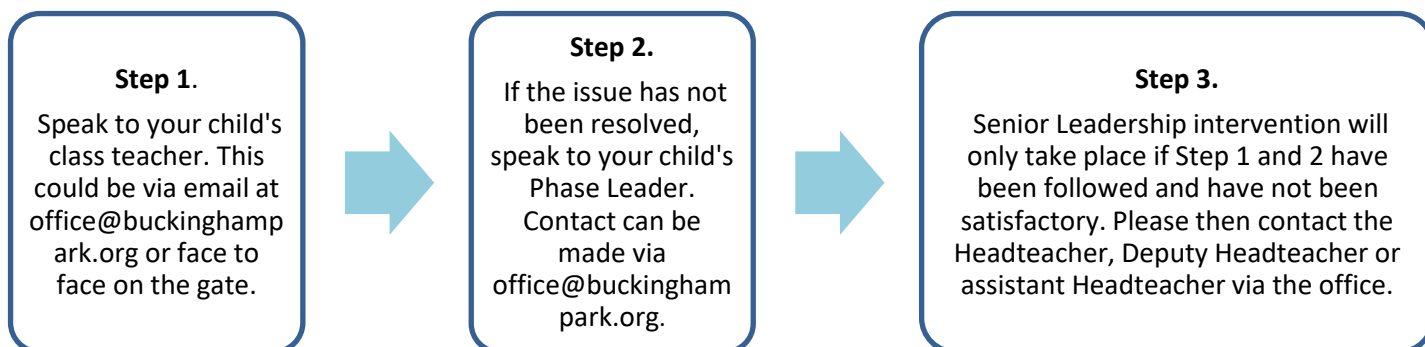 Step 1.
Speak to your child's
class teacher. This
could be via email at
office@buckinghamp
ark.org or face to
face on the gate.
Step 2.
If the issue has not
been resolved,
speak to your child's
Phase Leader.
Contact can be
made via
office@buckingham
park.org.
Step 3.
Senior Leadership intervention will
only take place if Step 1 and 2 have
been followed and have not been
satisfactory. Please then contact the
Headteacher, Deputy Headteacher or
assistant Headteacher via the office.